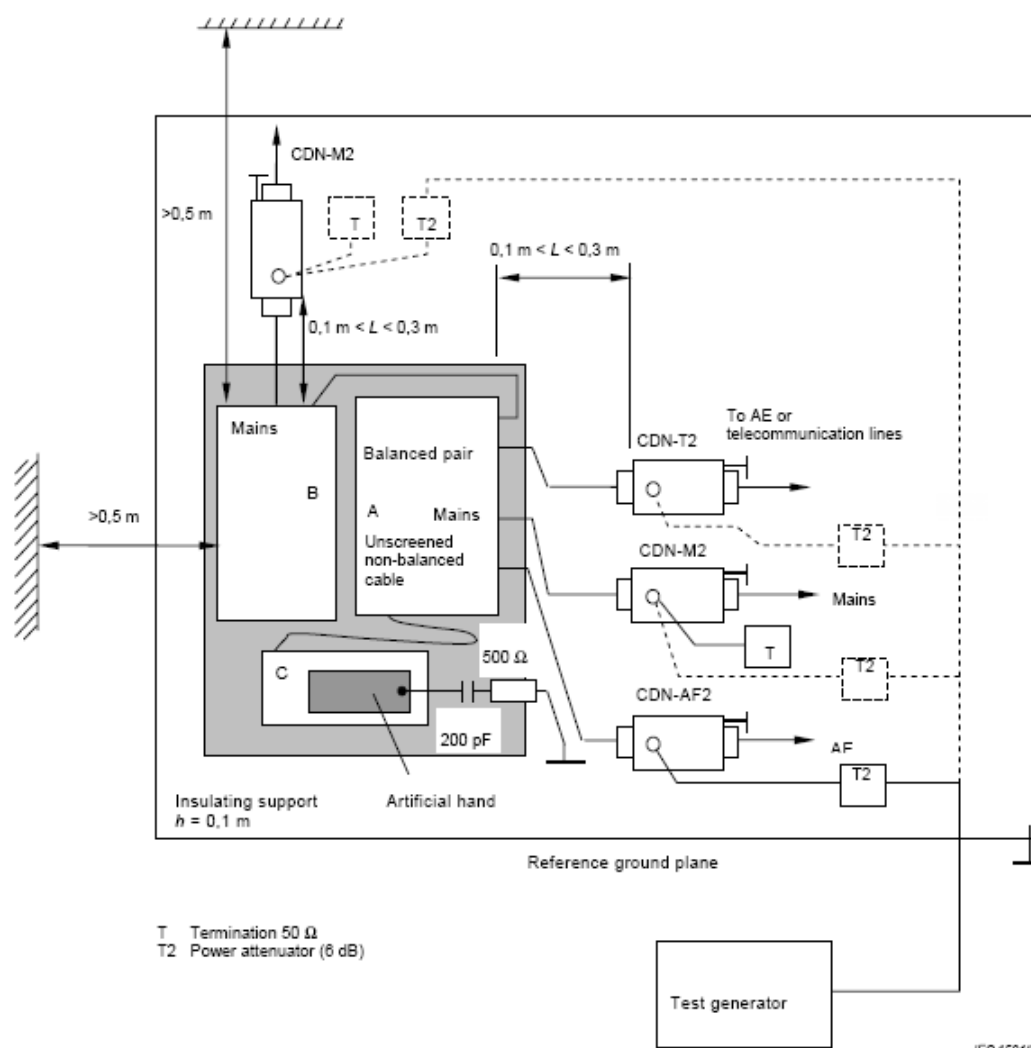 CDN-M2
>0,5 m
T
T2
0,1 m < L < 0,3 m
0,1 m < L < 0,3 m
Mains
B
Balanced pair
A
Mains
Unscreened
non-balanced
cable
CDN-T2
To AE or
telecommunication lines
>0,5 m
T2
CDN-M2
Mains
T
T2
C
500 Ω
200 pF
CDN-AF2
T2
Insulating support
h = 0,1 m
Artificial hand
Reference ground plane
T Termination 50 Ω
T2 Power attenuator (6 dB)
Test generator